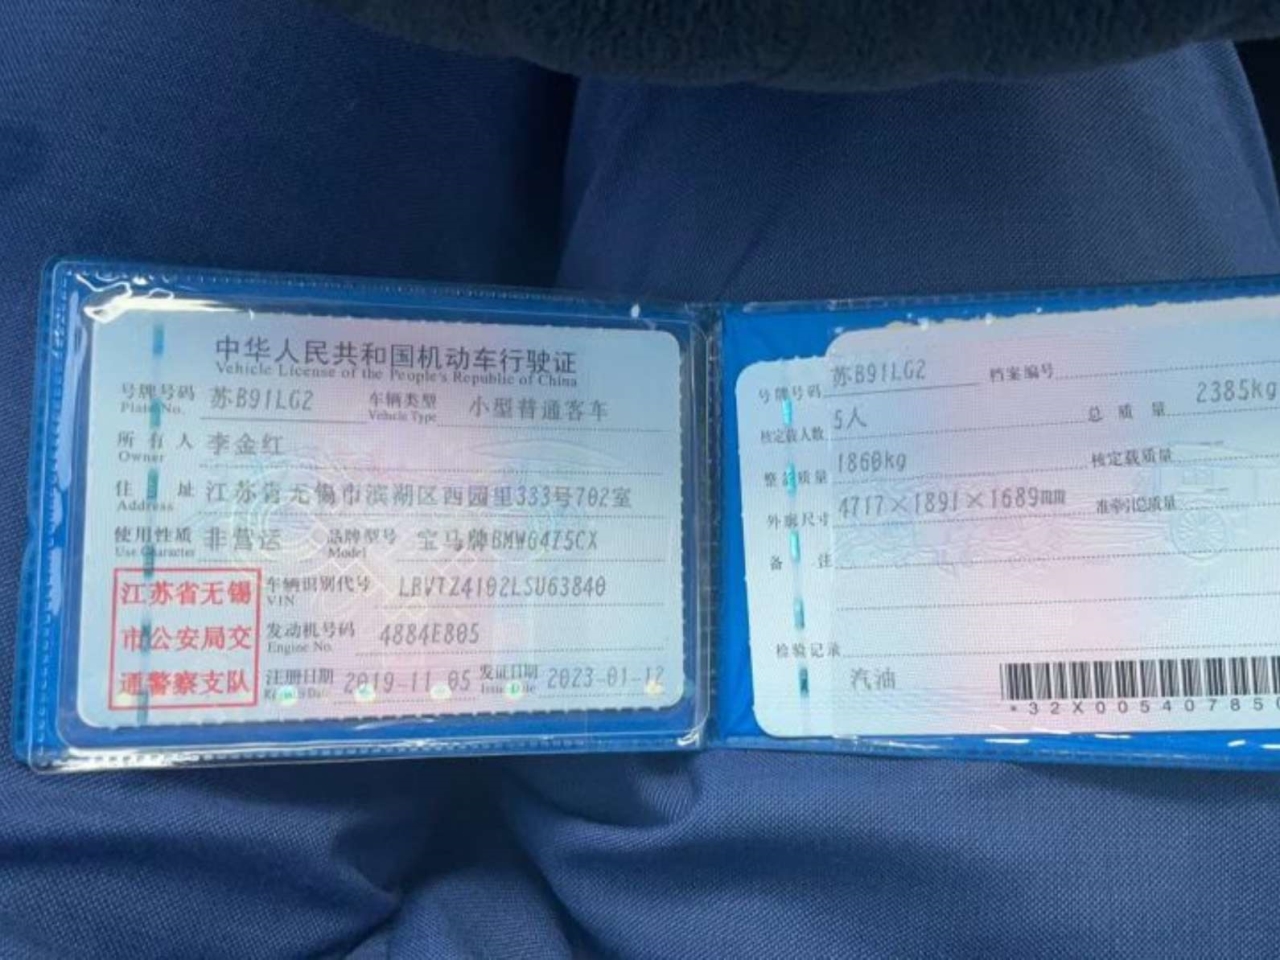 中华人民共和国机动车行驶证
Vehicle License of the People's Republic of China
号牌号码 苏B91LG2 车辆类型 小型普通客车
Plate No. Vehicle Type
所有人 李金红
Owner
住址 江苏省无锡市滨湖区西园里333号702室
Address
使用性质 非营运 品牌型号 宝马牌BMW6475CX
Use Character Model
江苏省无锡
市公安局交
通警察支队
车辆识别代号 LBVTZ4102LSU63840
VIN
发动机号码 4884E805
Engine No.
注册日期 2019-11-05 发证日期 2023-01-12
Issue Date
号牌号码 苏B91LG2 档案编号
核定载人数 5人 总质量 2385kg
整备质量 1860kg 核定载质量
外廓尺寸 4717×1891×1689mm 准牵引总质量
备注
检验记录
汽油
*32X00540785